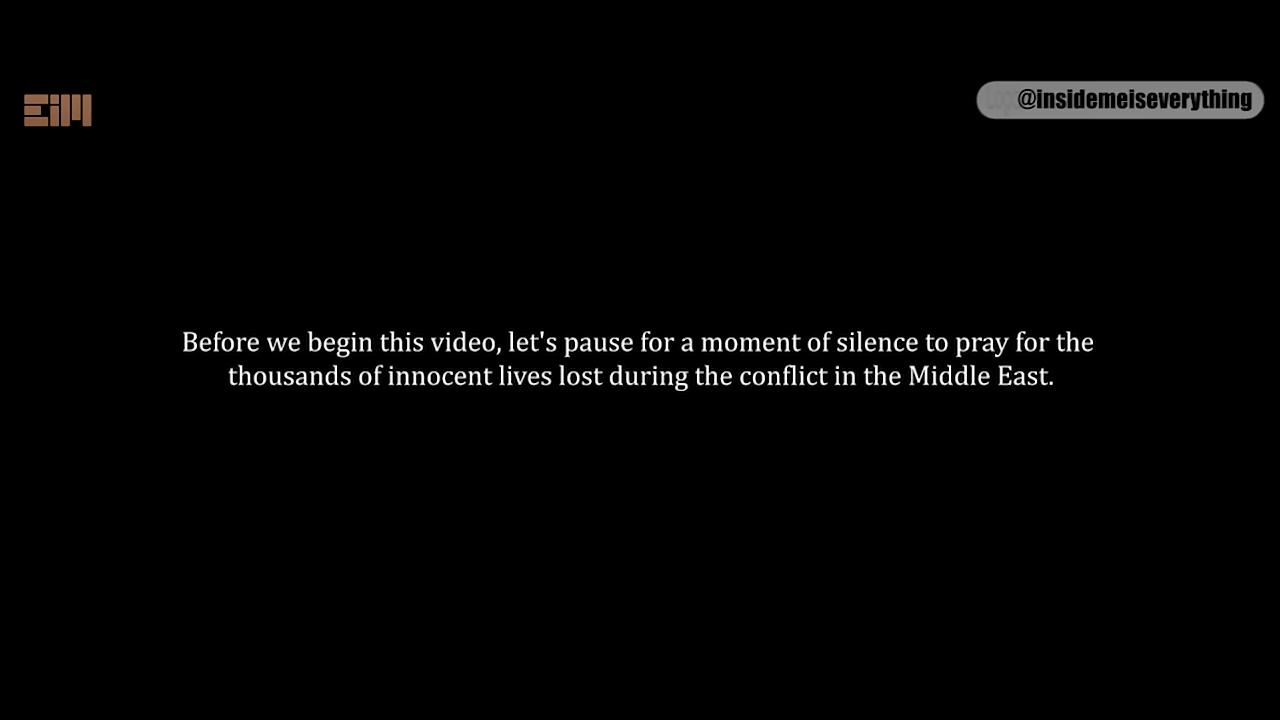 EiM
@insidemeiseverything
Before we begin this video, let's pause for a moment of silence to pray for the
thousands of innocent lives lost during the conflict in the Middle East.